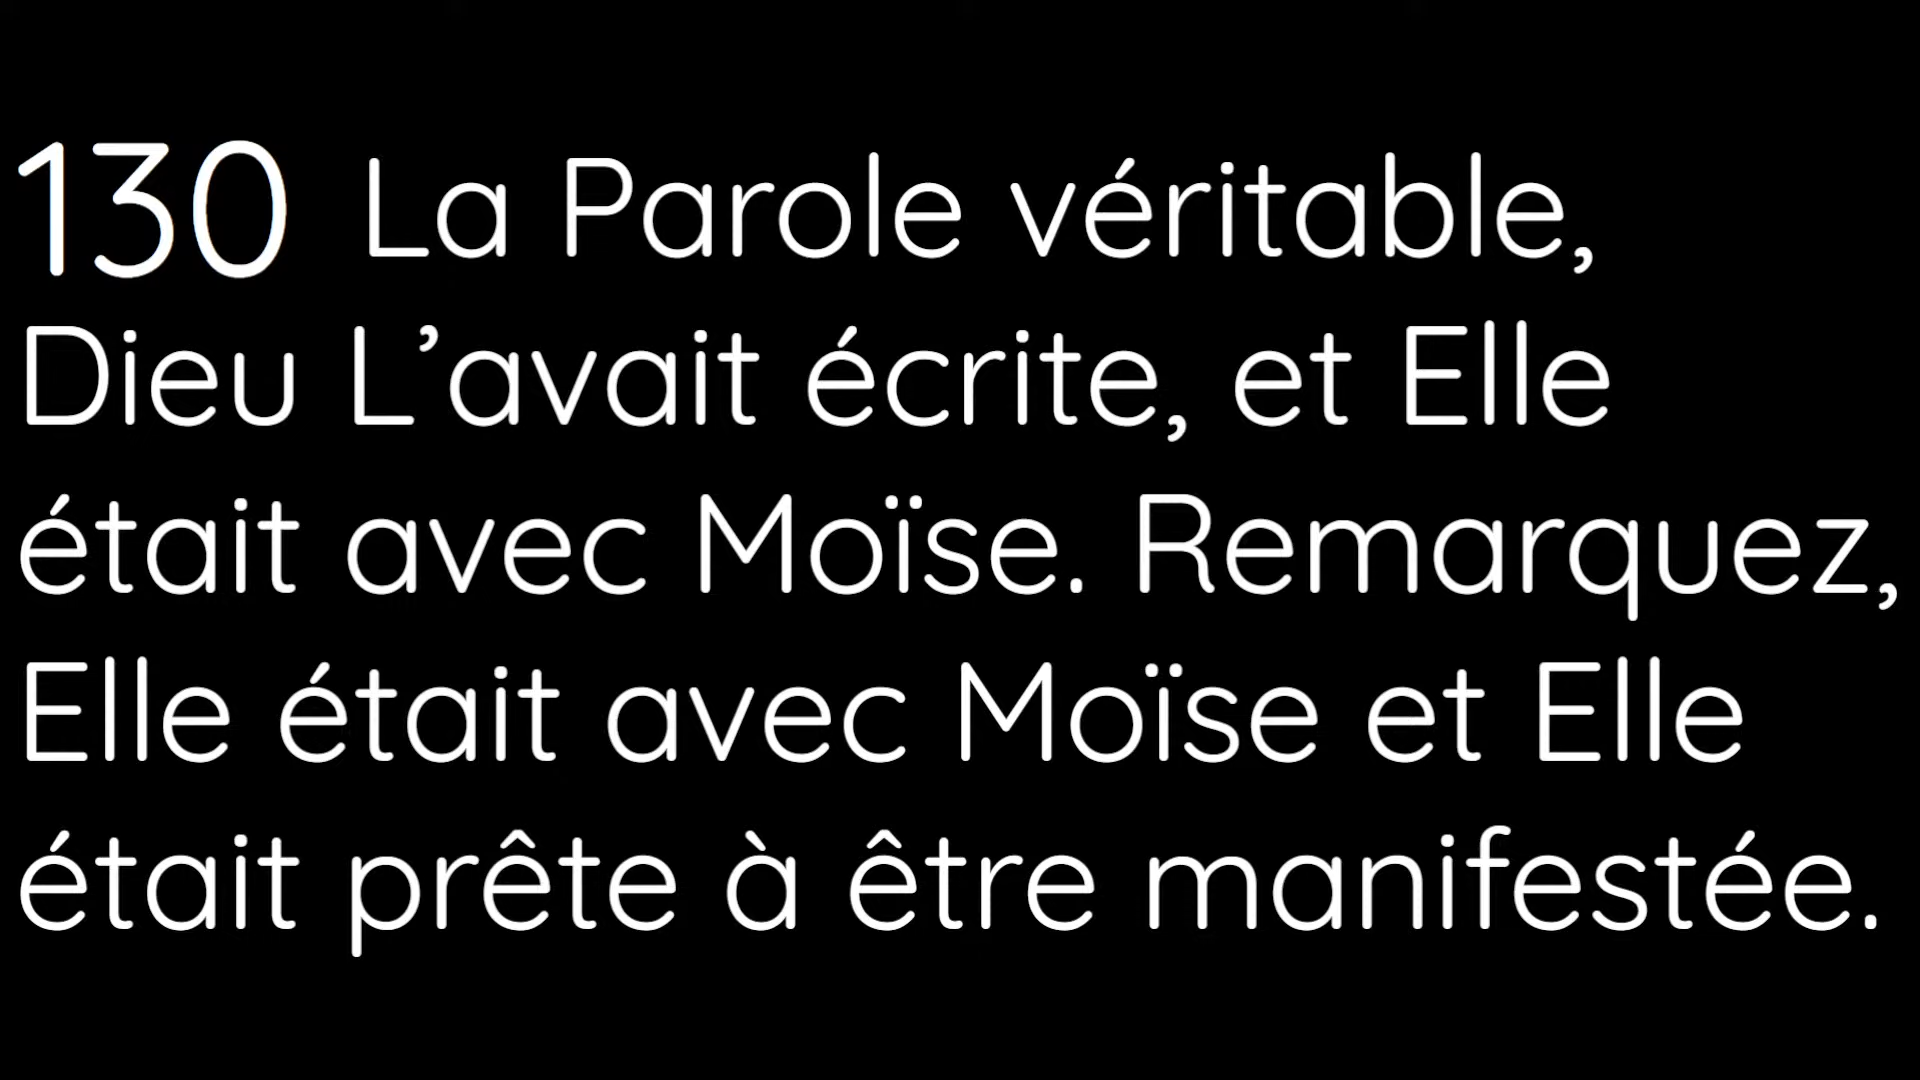 130 La Parole véritable,
Dieu L’avait écrite, et Elle
était avec Moïse. Remarquez,
Elle était avec Moïse et Elle
était prête à être manifestée.